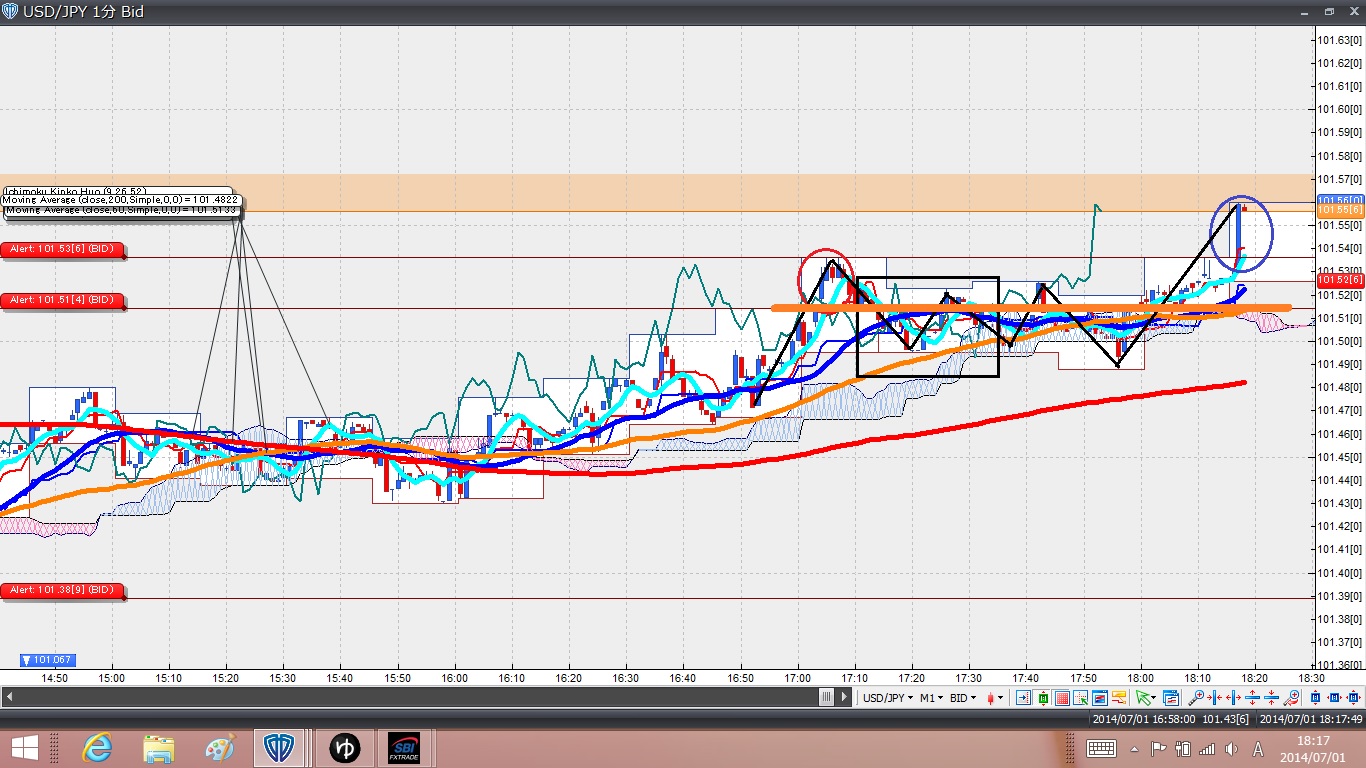 USD/JPY 1分 Bid
101.63[0]
101.62[0]
101.61[0]
101.60[0]
101.59[0]
101.58[0]
101.57[0]
Ichimoku Kinko Huo (9,26,52)
Moving Average (close,200,Simple,0,0) = 101.4822
Moving Average (close,60,Simple,0,0) = 101.5133
101.56[0]
101.55[6]
101.55[0]
Alert: 101.53[6] (BID)
101.54[0]
101.53[0]
101.52[6]
Alert: 101.51[4] (BID)
101.52[0]
101.51[0]
101.50[0]
101.49[0]
101.48[0]
101.47[0]
101.46[0]
101.45[0]
101.44[0]
101.43[0]
101.42[0]
101.41[0]
101.40[0]
Alert: 101.38[9] (BID)
101.39[0]
101.38[0]
101.37[0]
101.36[0]
101.067
14:50 15:00 15:10 15:20 15:30 15:40 15:50 16:00 16:10 16:20 16:30 16:40 16:50 17:00 17:10 17:20 17:30 17:40 17:50 18:00 18:10 18:20 18:30
USD/JPY M1 BID
2014/07/01 16:58:00 101.43[6] 2014/07/01 18:17:49
ゆ
SBI
FXTRADE
A
18:17
2014/07/01